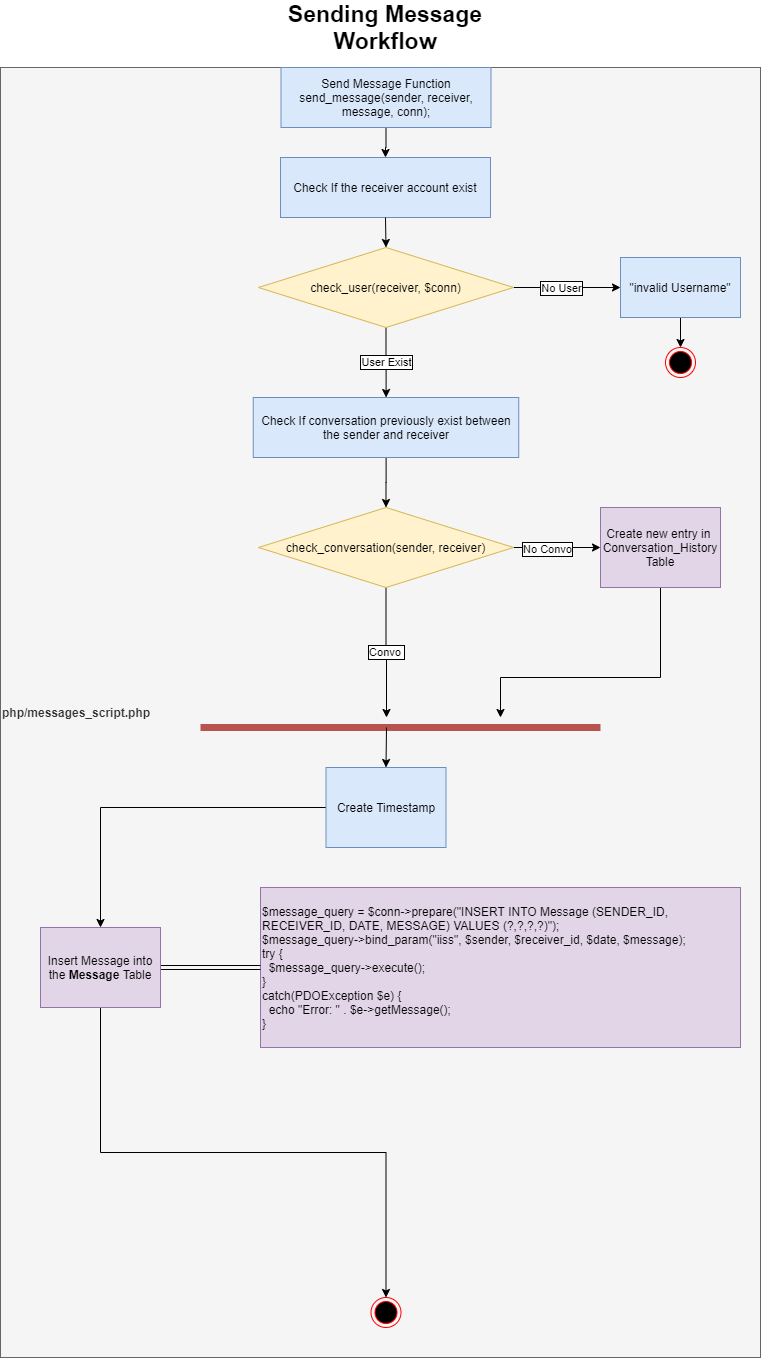 Sending Message
Workflow
Send Message Function
send_message(sender, receiver,
message, conn);
Check If the receiver account exist
check_user(receiver, $conn)
No User
"invalid Username"
User Exist
Check If conversation previously exist between
the sender and receiver
check_conversation(sender, receiver)
No Convo
Create new entry in
Conversation_History
Table
Convo
php/messages_script.php
Create Timestamp
$message_query = $conn->prepare("INSERT INTO Message (SENDER_ID,
RECEIVER_ID, DATE, MESSAGE) VALUES (?,?,?,?)");
$message_query->bind_param("iiss", $sender, $receiver_id, $date, $message);
try {
$message_query->execute();
}
catch(PDOException $e) {
echo "Error: " . $e->getMessage();
}
Insert Message into
the Message Table